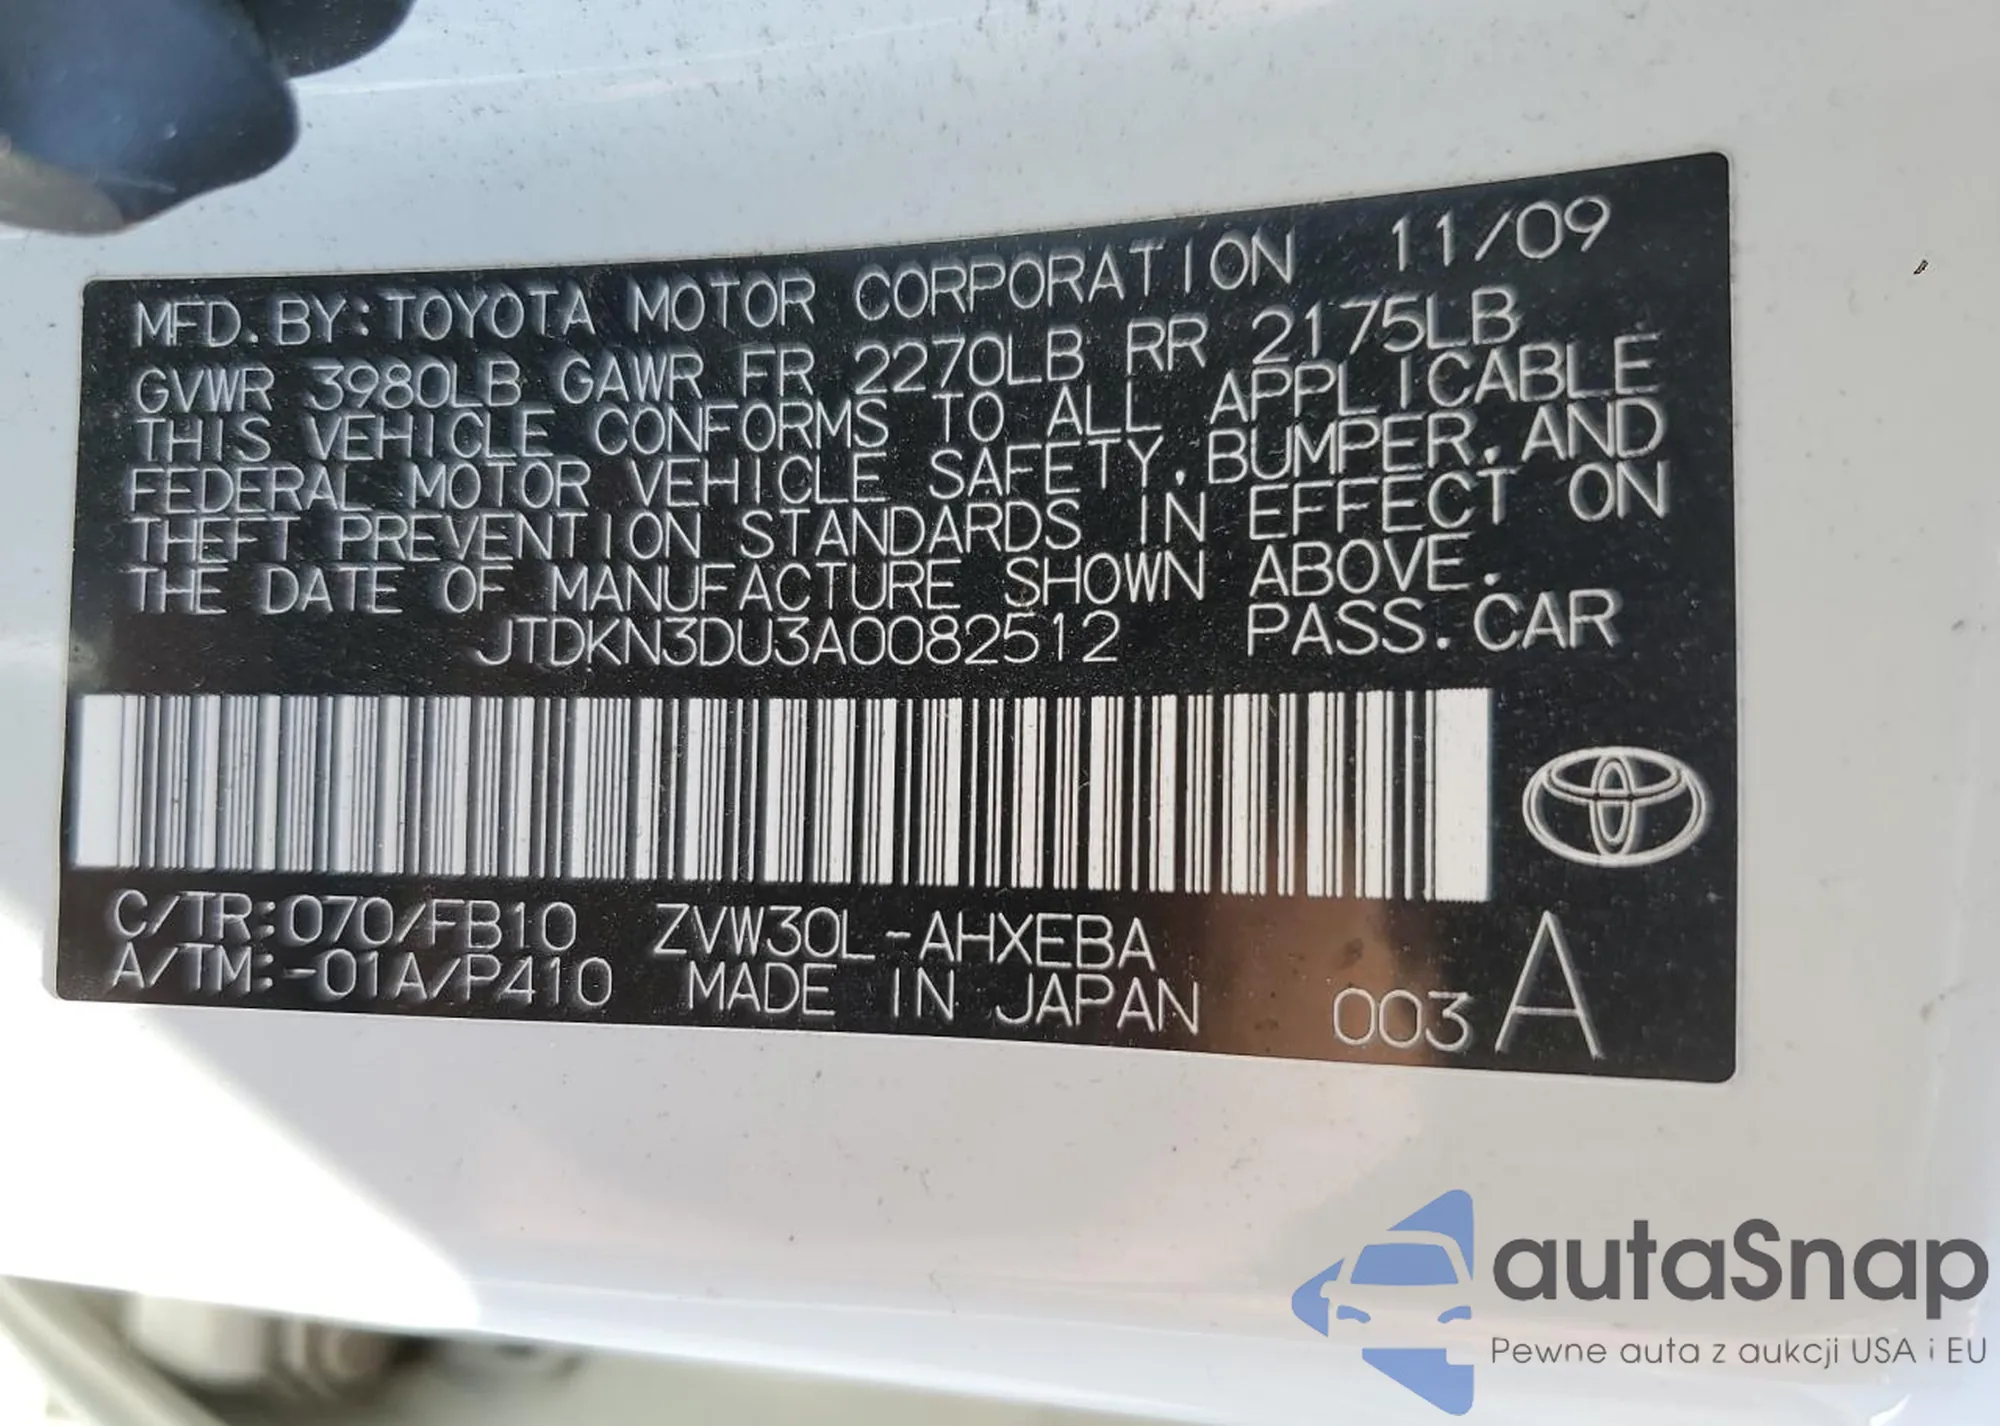 MFD. BY: TOYOTA MOTOR CORPORATION 11/09
GVWR 3980LB GAWR FR 2270LB RR 2175LB
THIS VEHICLE CONFORMS TO ALL APPLICABLE
FEDERAL MOTOR VEHICLE SAFETY, BUMPER, AND
THEFT PREVENTION STANDARDS IN EFFECT ON
THE DATE OF MANUFACTURE SHOWN ABOVE.
JTDKN3DU3A0082512 PASS. CAR
C/TR:070/FB10 ZVW30L-AHXEBA
A/TM:-01A/P410 MADE IN JAPAN 003 A
autaSnap
Pewne auta z aukcji USA i EU